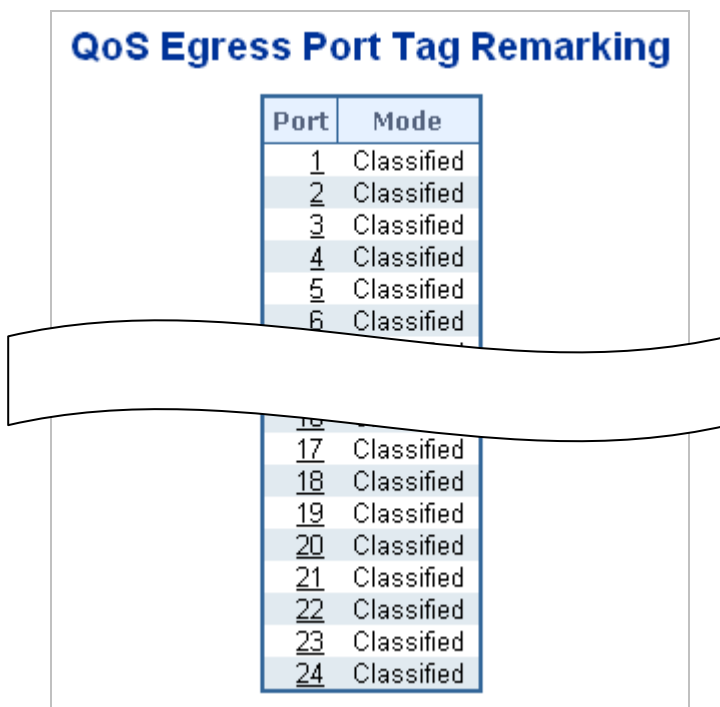 QoS Egress Port Tag Remarking
Port Mode
1 Classified
2 Classified
3 Classified
4 Classified
5 Classified
6 Classified
17 Classified
18 Classified
19 Classified
20 Classified
21 Classified
22 Classified
23 Classified
24 Classified